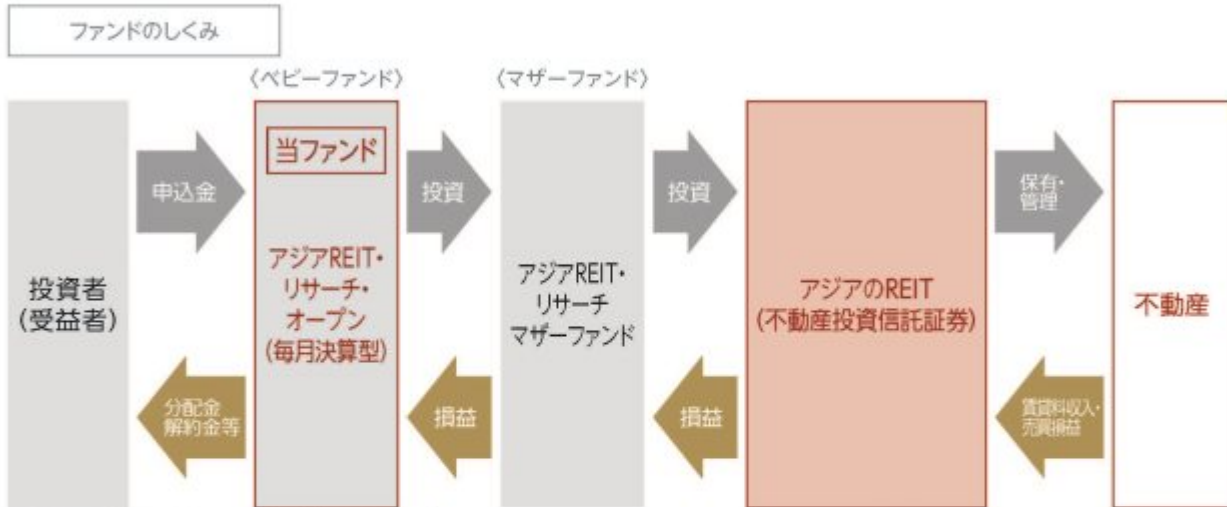 ファンドのしくみ
〈ベビーファンド〉
〈マザーファンド〉
投資者
(受益者)
申込金
分配金
解約金等
当ファンド
アジアREIT・
リサーチ・
オープン
(毎月決算型)
投資
損益
アジアREIT・
リサーチ
マザーファンド
投資
損益
アジアのREIT
(不動産投資信託証券)
保有・
管理
賃貸料収入・
売買損益
不動産